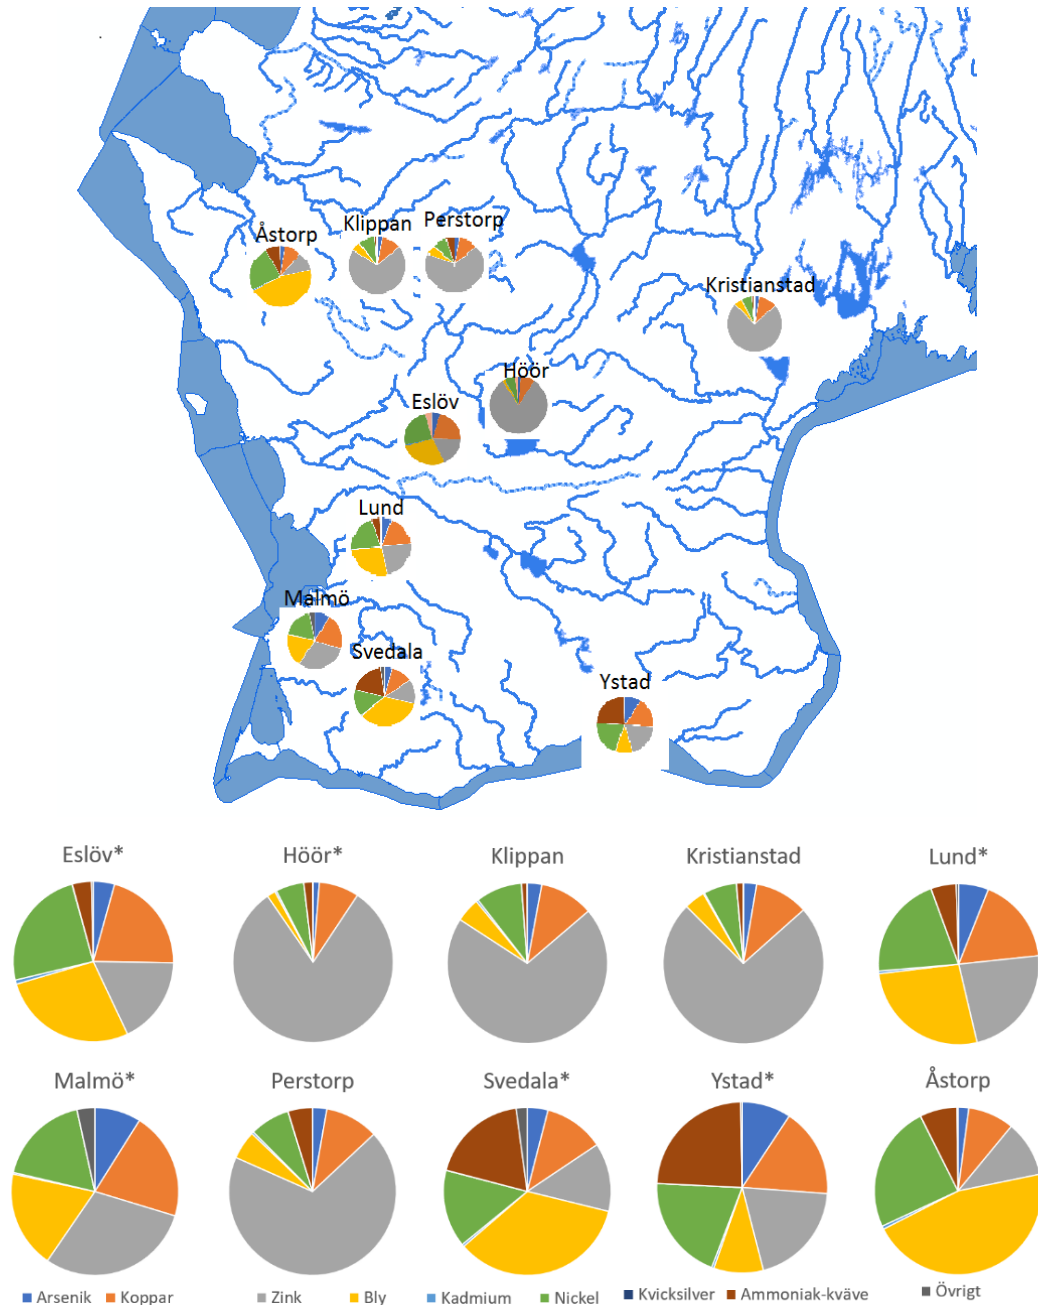 Klippan
Perstorp
Åstorp
Kristianstad
Höör
Eslöv
Lund
Malmö
Svedala
Ystad
Eslöv*
Höör*
Klippan
Kristianstad
Lund*
Malmö*
Perstorp
Svedala*
Ystad*
Åstorp
Arsenik
Koppar
Zink
Bly
Kadmium
Nickel
Kvicksilver
Ammoniak-kväve
Övrigt